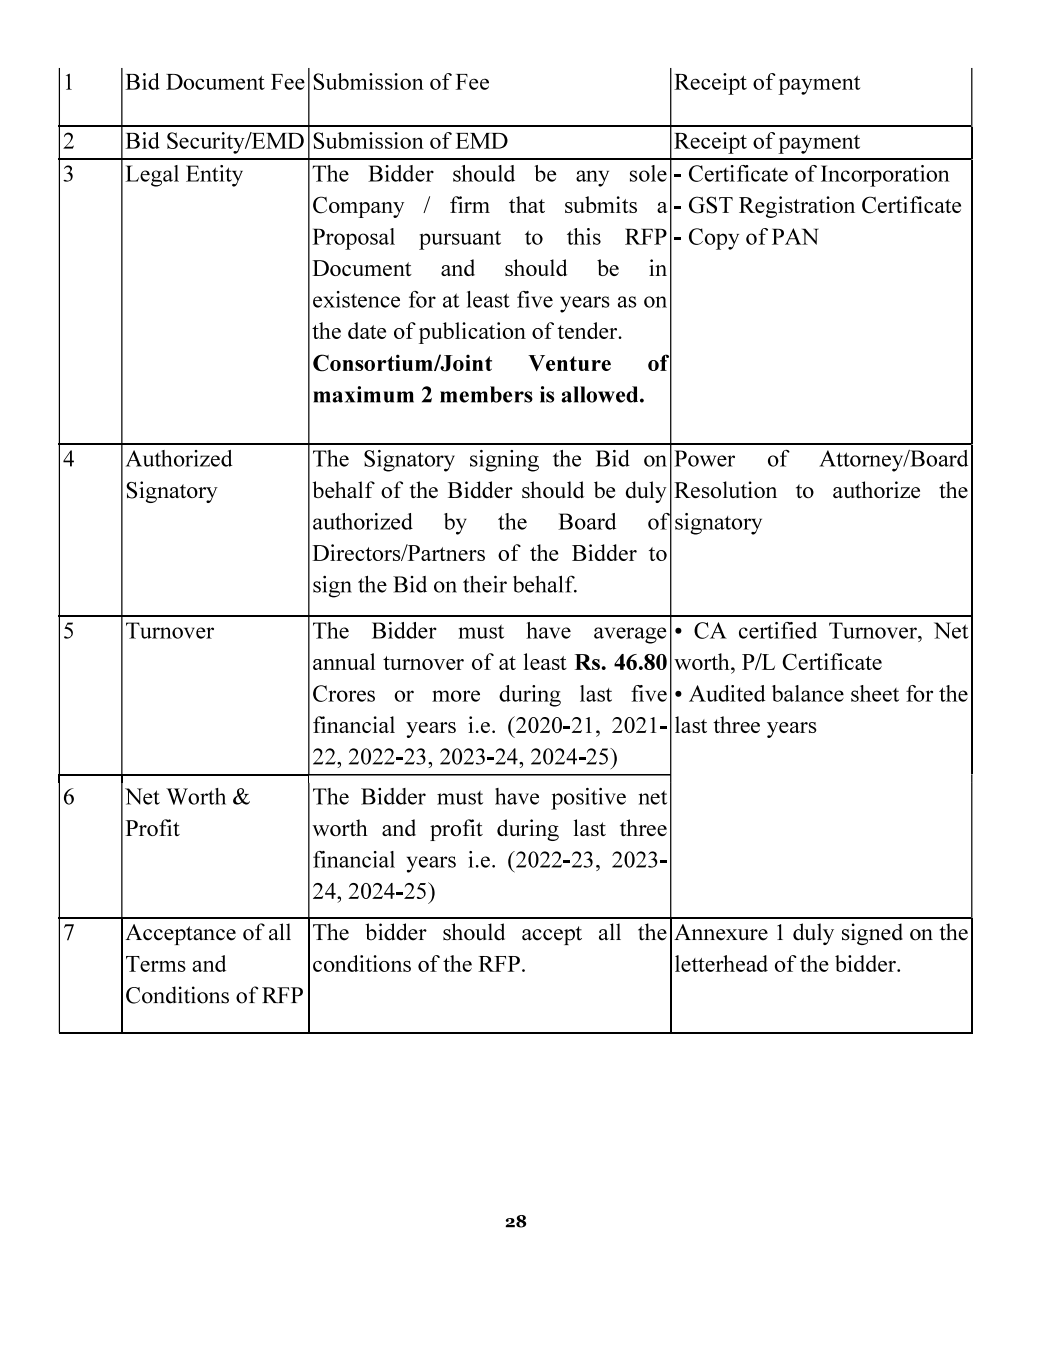 1 Bid Document Fee Submission of Fee Receipt of payment
2 Bid Security/EMD Submission of EMD Receipt of payment
3 Legal Entity The Bidder should be any sole - Certificate of Incorporation
Company / firm that submits a - GST Registration Certificate
Proposal pursuant to this RFP - Copy of PAN
Document and should be in
existence for at least five years as on
the date of publication of tender.
Consortium/Joint Venture of
maximum 2 members is allowed.
4 Authorized The Signatory signing the Bid on Power of Attorney/Board
Signatory behalf of the Bidder should be duly Resolution to authorize the
authorized by the Board of signatory
Directors/Partners of the Bidder to
sign the Bid on their behalf.
5 Turnover The Bidder must have average • CA certified Turnover, Net
annual turnover of at least Rs. 46.80 worth, P/L Certificate
Crores or more during last five • Audited balance sheet for the
financial years i.e. (2020-21, 2021- last three years
22, 2022-23, 2023-24, 2024-25)
6 Net Worth & The Bidder must have positive net
Profit worth and profit during last three
financial years i.e. (2022-23, 2023-
24, 2024-25)
7 Acceptance of all The bidder should accept all the Annexure 1 duly signed on the
Terms and conditions of the RFP. letterhead of the bidder.
Conditions of RFP
28